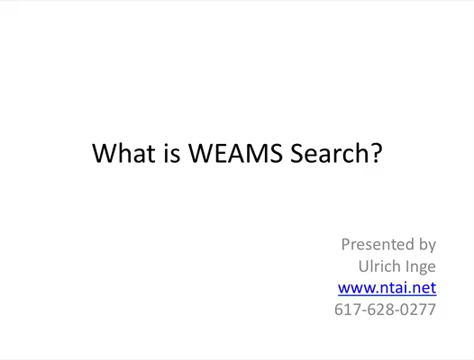 What is WEAMS Search?
Presented by
Ulrich Inge
www.ntai.net
617-628-0277